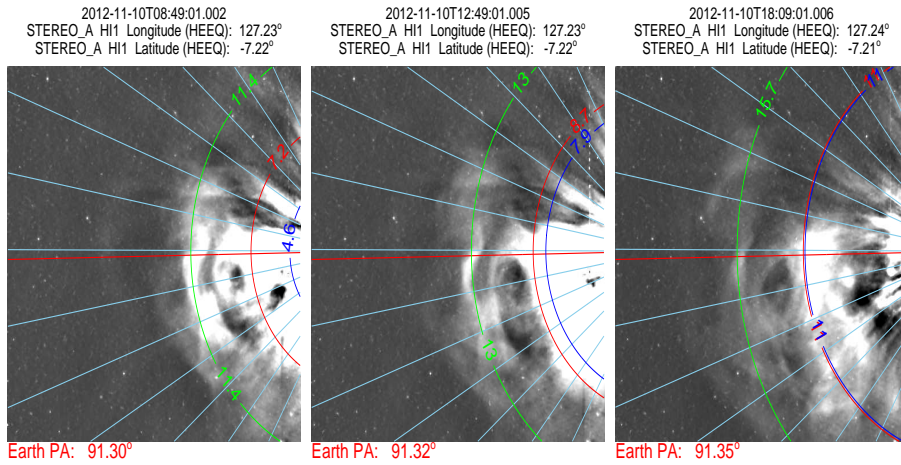 2012-11-10T08:49:01.002
STEREO_A HI1 Longitude (HEEQ): 127.23°
STEREO_A HI1 Latitude (HEEQ): -7.22°
11.4
7.2
4.6
11.4
Earth PA: 91.30°
2012-11-10T12:49:01.005
STEREO_A HI1 Longitude (HEEQ): 127.23°
STEREO_A HI1 Latitude (HEEQ): -7.22°
13
8.7
7.9
13
Earth PA: 91.32°
2012-11-10T18:09:01.006
STEREO_A HI1 Longitude (HEEQ): 127.24°
STEREO_A HI1 Latitude (HEEQ): -7.21°
15.7
11
11
Earth PA: 91.35°